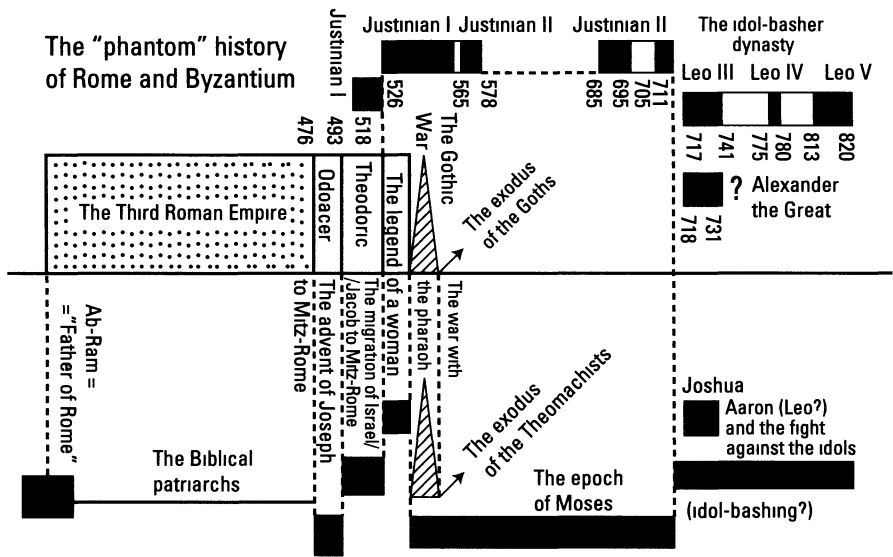 The "phantom" history
of Rome and Byzantium
Justinian I
Justinian I
Justinian II
Justinian II
The idol-basher
dynasty
Leo III
Leo IV
Leo V
476
493
518
526
565
578
685
695
705
711
717
741
775
780
813
820
718
731
? Alexander
the Great
The Third Roman Empire
Odoacer
Theodoric
The legend of a woman
The Gothic
War
The exodus
of the Goths
Ab-Ram =
="Father of Rome"
The Biblical
patriarchs
The advent of Joseph
to Mitz-Rome
The migration of Israel/
/Jacob to Mitz-Rome
The war with
the pharaoh
The exodus
of the Theomachists
The epoch
of Moses
Joshua
Aaron (Leo?)
and the fight
against the idols
(idol-bashing?)